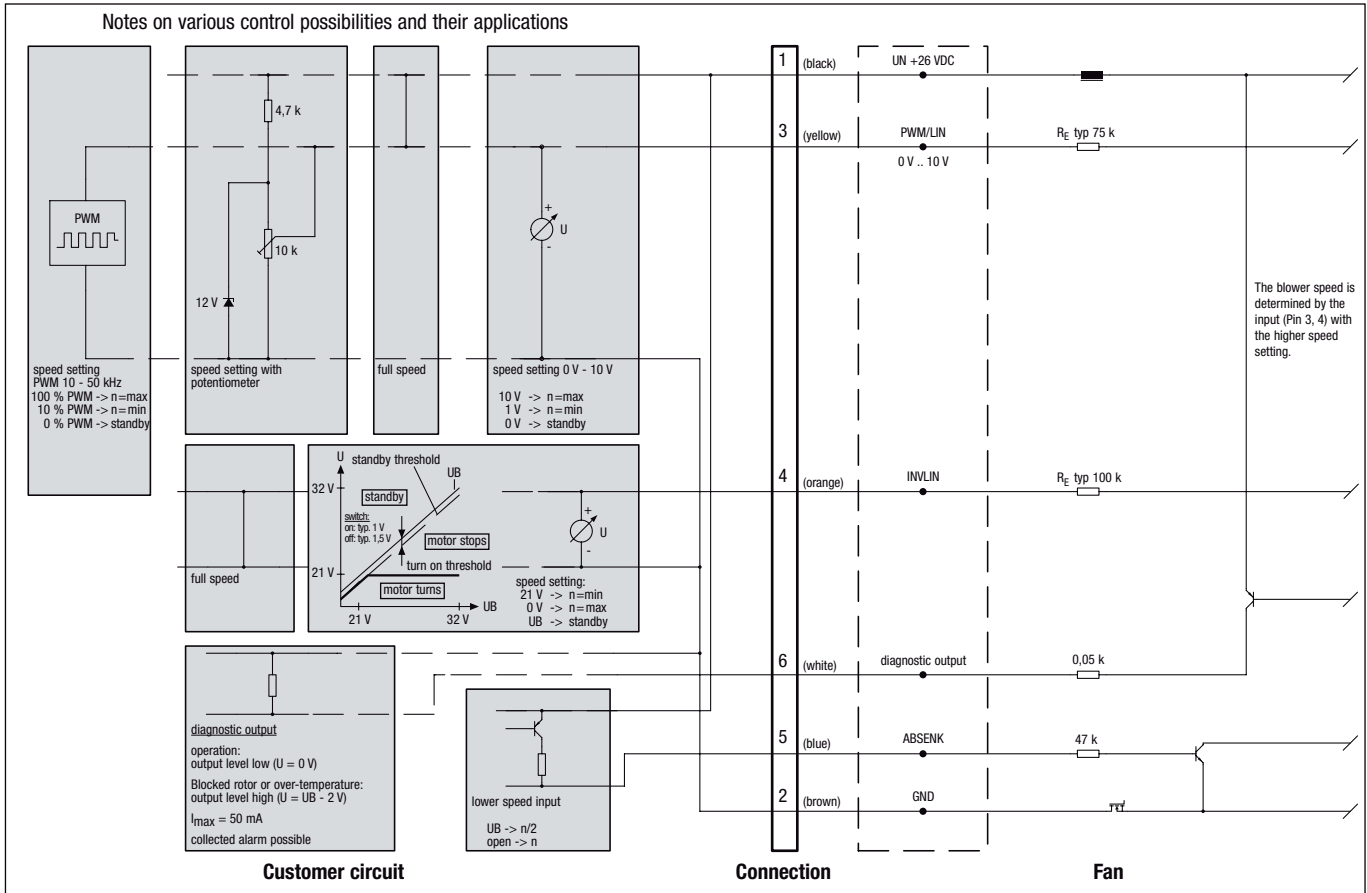 Notes on various control possibilities and their applications
4,7 k
PWM
10 k
12 V
speed setting
PWM 10 - 50 kHz
100 % PWM -> n=max
10 % PWM -> n=min
0 % PWM -> standby
speed setting with
potentiometer
full speed
+
U
-
speed setting 0 V - 10 V
10 V -> n=max
1 V -> n=min
0 V -> standby
1
(black)
UN +26 VDC
3
(yellow)
PWM/LIN
0 V .. 10 V
RE typ 75 k
The blower speed is
determined by the
input (Pin 3, 4) with
the higher speed
setting.
full speed
U
standby threshold
UB
32 V
standby
switch:
on: typ. 1 V
off: typ. 1,5 V
motor stops
turn on threshold
21 V
motor turns
UB
21 V
32 V
+
U
-
speed setting:
21 V -> n=min
0 V -> n=max
UB -> standby
4
(orange)
INVLIN
RE typ 100 k
diagnostic output
operation:
output level low (U = 0 V)
Blocked rotor or over-temperature:
output level high (U = UB - 2 V)
Imax = 50 mA
collected alarm possible
lower speed input
UB -> n/2
open -> n
6
(white)
diagnostic output
0,05 k
5
(blue)
ABSENK
47 k
2
(brown)
GND
Customer circuit
Connection
Fan